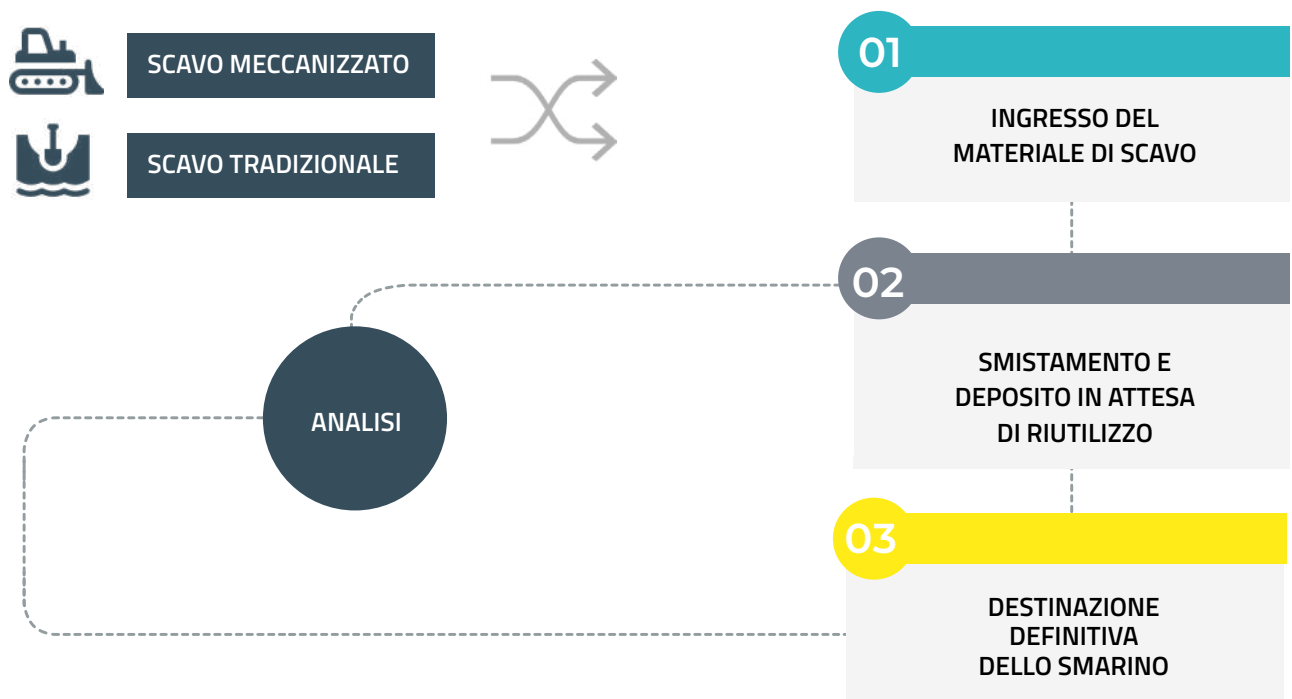 SCAVO MECCANIZZATO
SCAVO TRADIZIONALE
01
INGRESSO DEL
MATERIALE DI SCAVO
02
SMISTAMENTO E
DEPOSITO IN ATTESA
DI RIUTILIZZO
ANALISI
03
DESTINAZIONE
DEFINITIVA
DELLO SMARINO